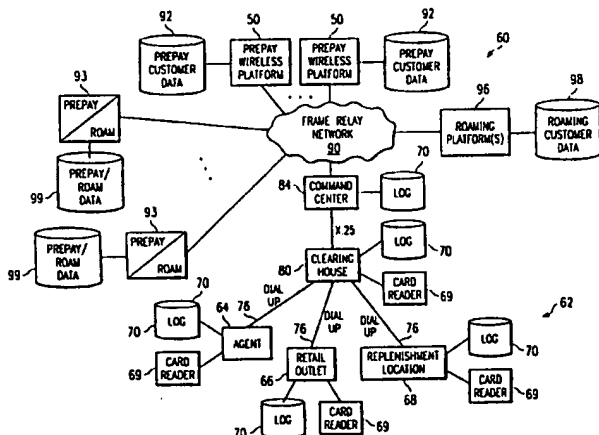 92
50
50
92
60
PREPAY
CUSTOMER
DATA
PREPAY
WIRELESS
PLATFORM
PREPAY
WIRELESS
PLATFORM
PREPAY
CUSTOMER
DATA
93
PREPAY
ROAM
FRAME RELAY
NETWORK
90
96
ROAMING
PLATFORM(S)
98
ROAMING
CUSTOMER
DATA
99
PREPAY/
ROAM DATA
84
COMMAND
CENTER
70
LOG
93
PREPAY
ROAM
99
PREPAY/
ROAM DATA
X.25
LOG
70
80
CLEARING
HOUSE
CARD
READER
69
62
70
64
76
DIAL
UP
DIAL
UP
76
DIAL
UP
76
70
LOG
AGENT
LOG
70
69
CARD
READER
66
RETAIL
OUTLET
REPLENISHMENT
LOCATION
68
CARD
READER
69
70
LOG
CARD
READER
69